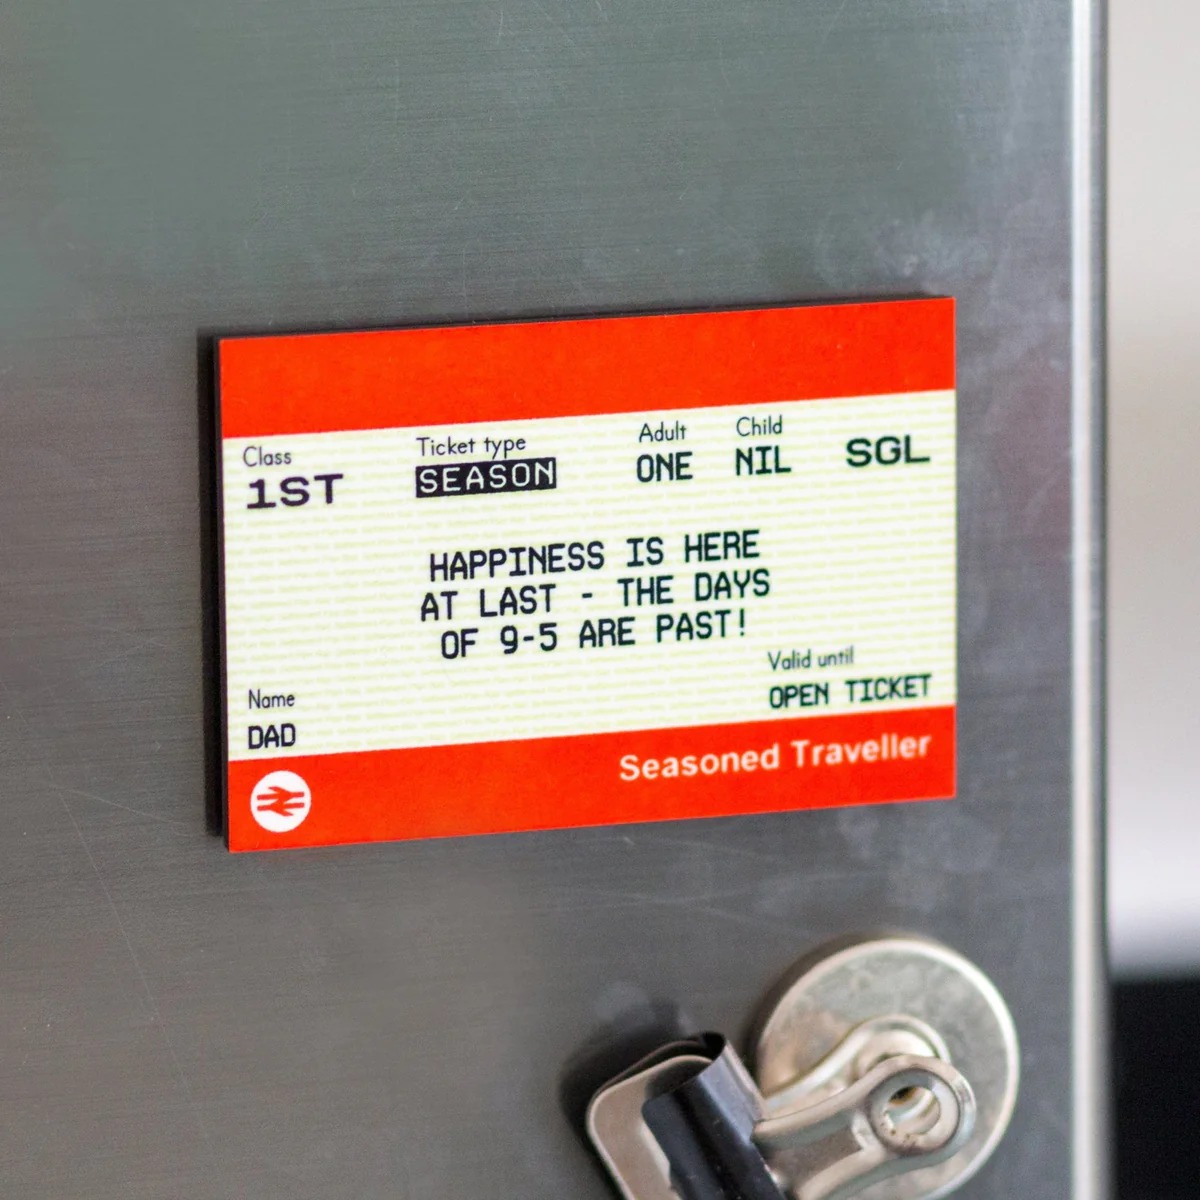 Class Ticket type Adult Child
1ST SEASON ONE NIL SGL
HAPPINESS IS HERE
AT LAST - THE DAYS
OF 9-5 ARE PAST!
Name Valid until
DAD OPEN TICKET
Seasoned Traveller